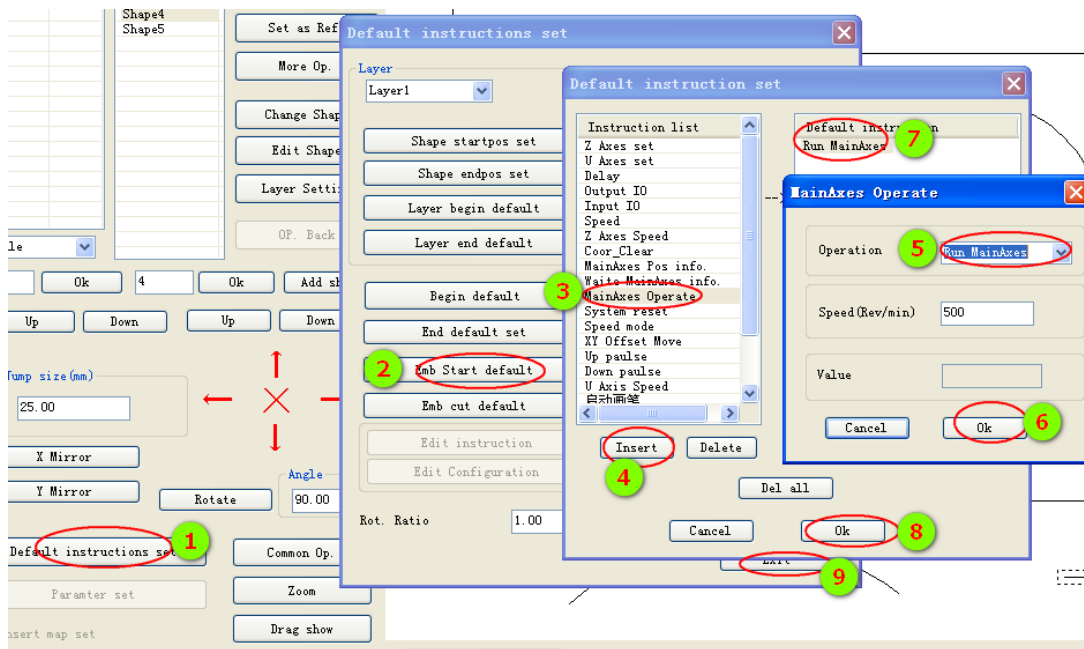 Shape4
Shape5
Set as Ref
More Op.
Change Shap
Edit Shape
Layer Setti
OP. Back
le
Ok
4
Ok
Add sh
Up
Down
Up
Down
Jump size(mm)
25.00
X Mirror
Y Mirror
Rotate
Angle
90.00
1
Default instructions set
Common Op.
Paramter set
Zoom
nsert map set
Drag show
Default instructions set
Layer
Layer1
Shape startpos set
Shape endpos set
Layer begin default
Layer end default
Begin default
End default set
2
Emb Start default
Emb cut default
Edit instruction
Edit Configuration
Rot. Ratio
1.00
Exit
9
Default instruction set
Instruction list
Z Axes set
U Axes set
Delay
Output IO
Input IO
Speed
Z Axes Speed
Coor_Clear
MainAxes Pos info.
Waite MainAxes info.
3
MainAxes Operate
System reset
Speed mode
XY Offset Move
Up paulse
Down paulse
U Axis Speed
启动画笔
Insert
Delete
4
Del all
Cancel
Ok
8
Default instruction
7
Run MainAxes
-->
MainAxes Operate
Operation
5
Run MainAxes
Speed(Rev/min)
500
Value
Cancel
Ok
6